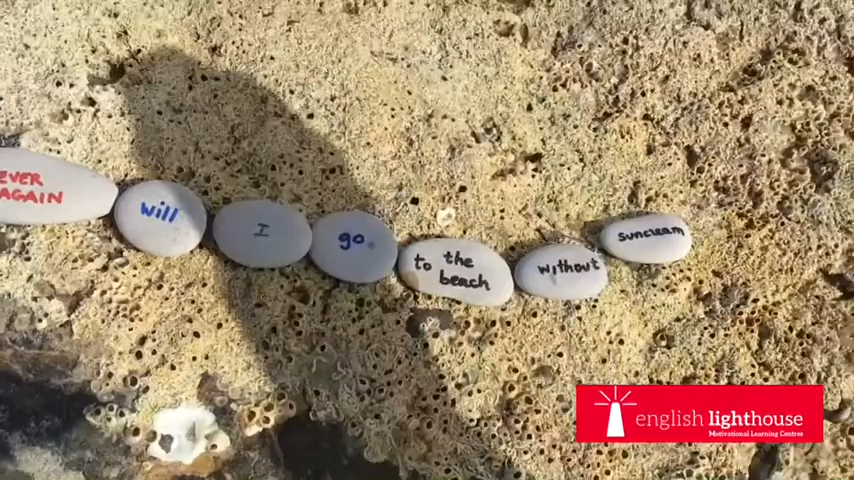 EVER
AGAIN
will
I
go
to the
beach
without
suncream
english lighthouse
Motivational Learning Centres